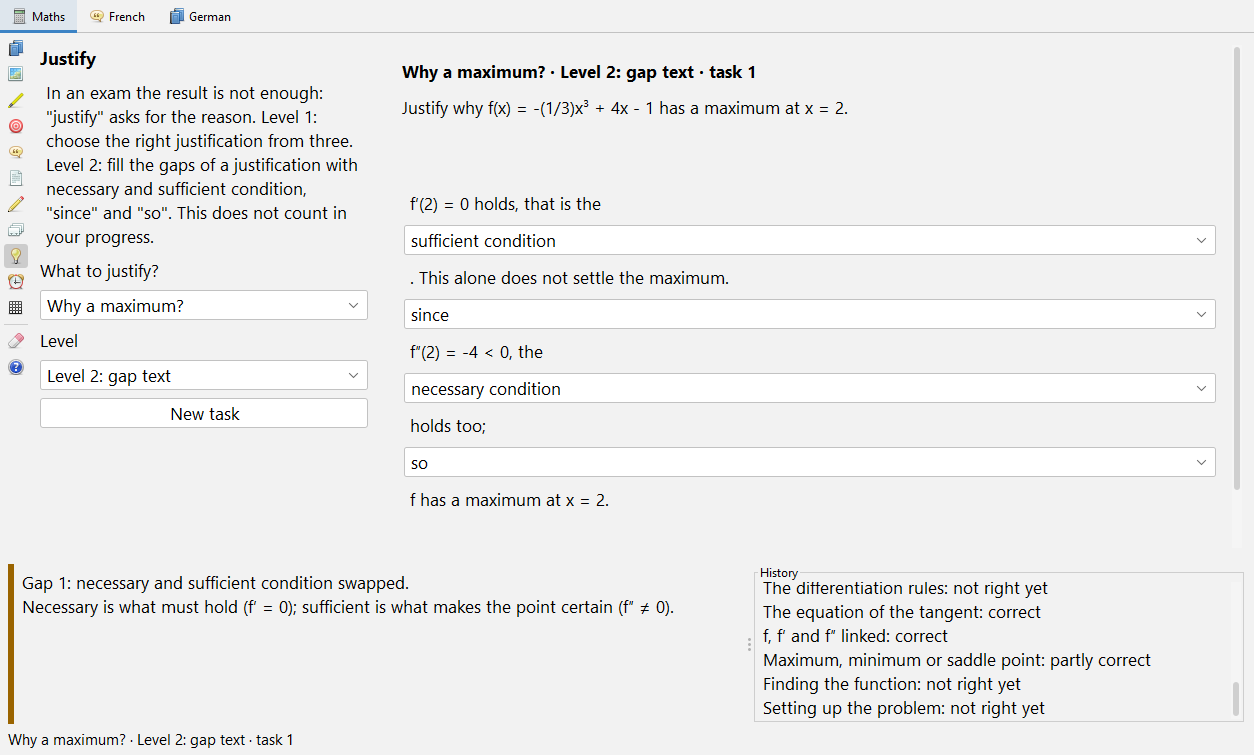 Maths
French
German
Justify
In an exam the result is not enough:
"justify" asks for the reason. Level 1:
choose the right justification from three.
Level 2: fill the gaps of a justification with
necessary and sufficient condition,
"since" and "so". This does not count in
your progress.
What to justify?
Why a maximum?
Level
Level 2: gap text
New task
Why a maximum? · Level 2: gap text · task 1
Justify why f(x) = -(1/3)x³ + 4x - 1 has a maximum at x = 2.
f′(2) = 0 holds, that is the
sufficient condition
. This alone does not settle the maximum.
since
f″(2) = -4 < 0, the
necessary condition
holds too;
so
f has a maximum at x = 2.
Gap 1: necessary and sufficient condition swapped.
Necessary is what must hold (f′ = 0); sufficient is what makes the point certain (f″ ≠ 0).
History
The differentiation rules: not right yet
The equation of the tangent: correct
f, f′ and f″ linked: correct
Maximum, minimum or saddle point: partly correct
Finding the function: not right yet
Setting up the problem: not right yet
Why a maximum? · Level 2: gap text · task 1